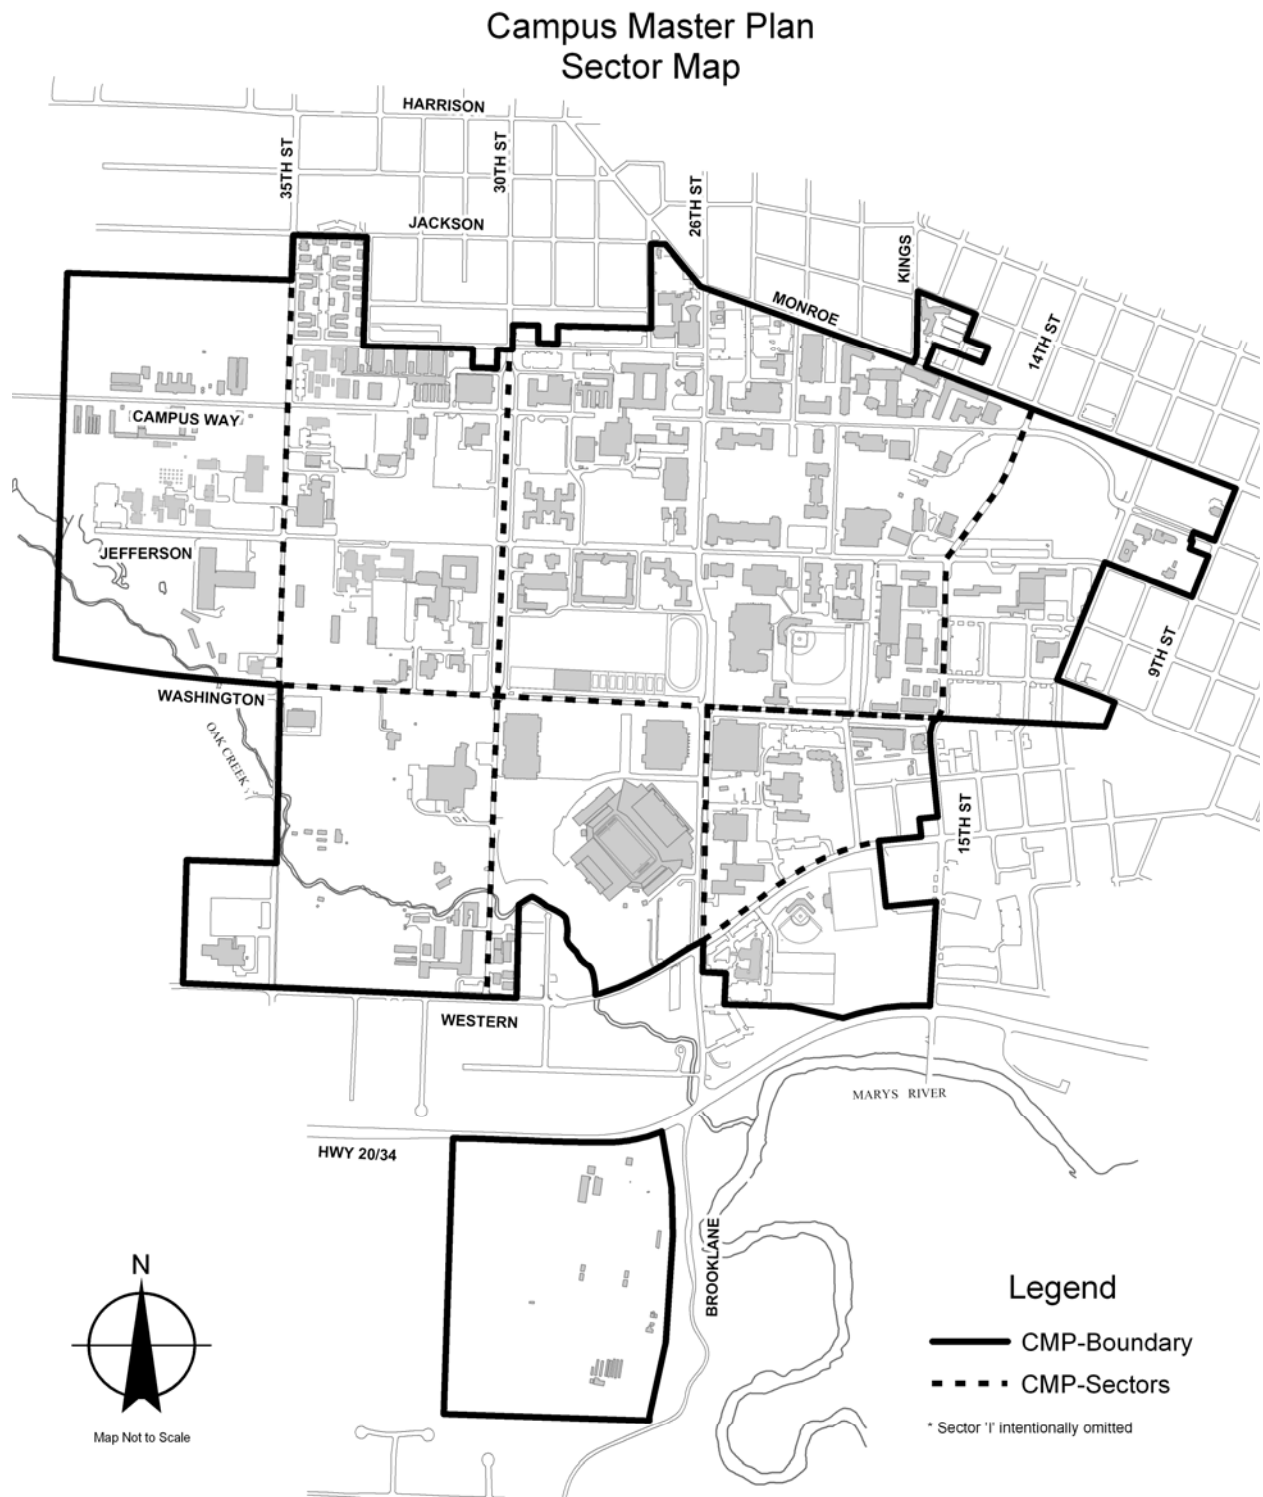 Campus Master Plan
Sector Map
HARRISON
35TH ST
30TH ST
26TH ST
JACKSON
KINGS
MONROE
14TH ST
CAMPUS WAY
JEFFERSON
9TH ST
WASHINGTON
OAK CREEK
15TH ST
WESTERN
MARYS RIVER
HWY 20/34
BROOKLANE
N
Map Not to Scale
Legend
CMP-Boundary
CMP-Sectors
* Sector 'I' intentionally omitted